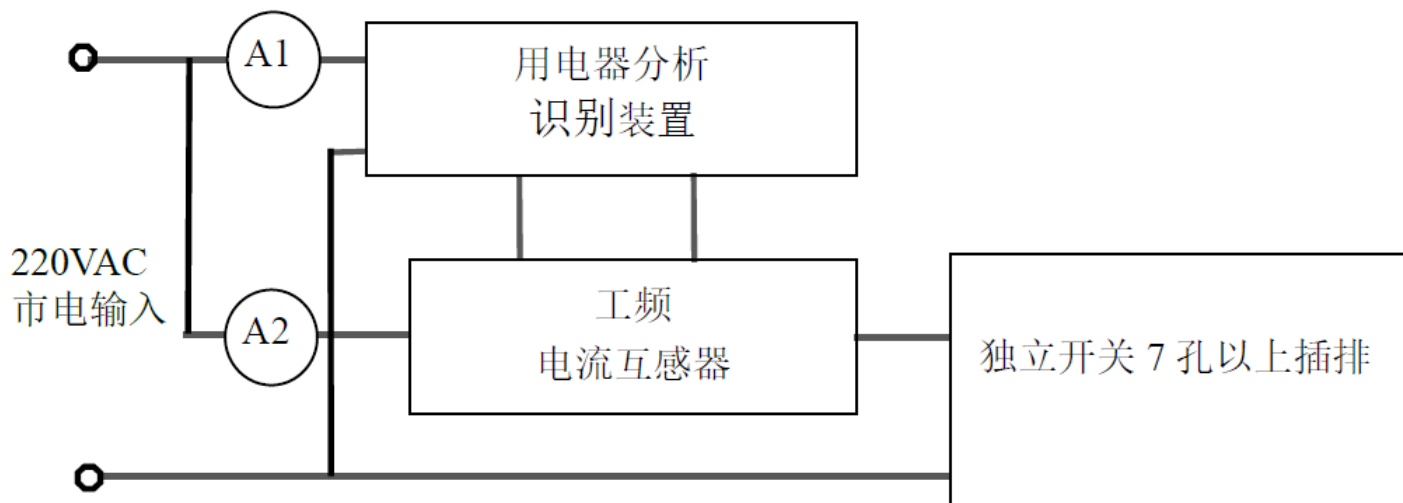 A1
用电器分析
识别装置
220VAC
市电输入
A2
工频
电流互感器
独立开关 7 孔以上插排